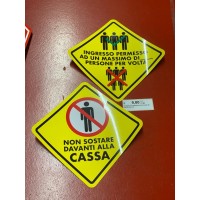 INGRESSO PERMESSO
AD UN MASSIMO DI
PERSONE PER VOLTA
NON SOSTARE
DAVANTI ALLA
CASSA